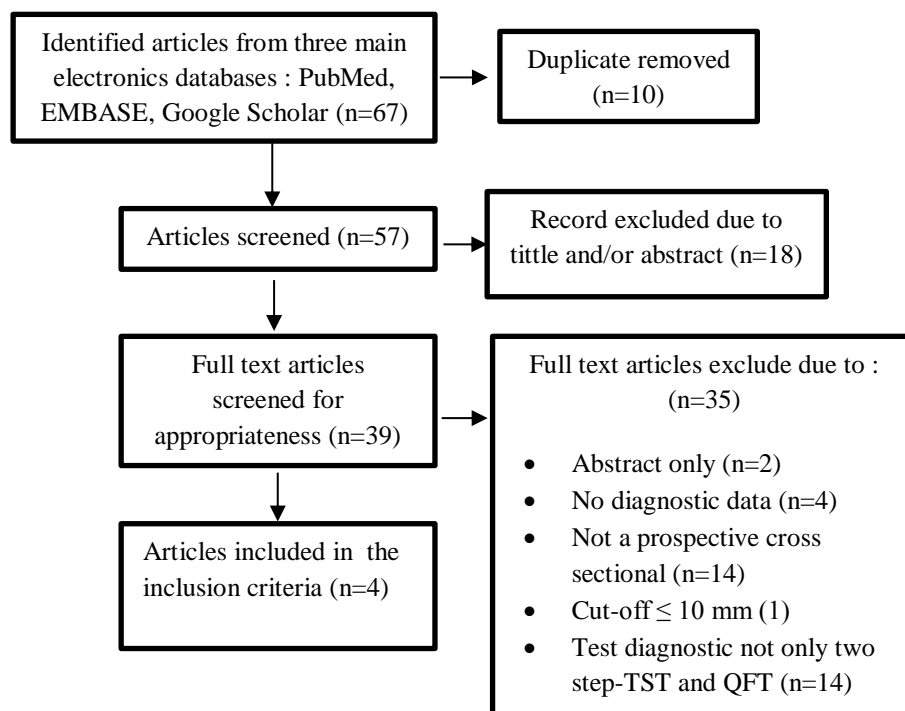 Identified articles from three main
electronics databases : PubMed,
EMBASE, Google Scholar (n=67)
Duplicate removed
(n=10)
Articles screened (n=57)
Record excluded due to
tittle and/or abstract (n=18)
Full text articles
screened for
appropriateness (n=39)
Full text articles exclude due to :
(n=35)
• Abstract only (n=2)
• No diagnostic data (n=4)
• Not a prospective cross
sectional (n=14)
• Cut-off ≤ 10 mm (1)
• Test diagnostic not only two
step-TST and QFT (n=14)
Articles included in the
inclusion criteria (n=4)